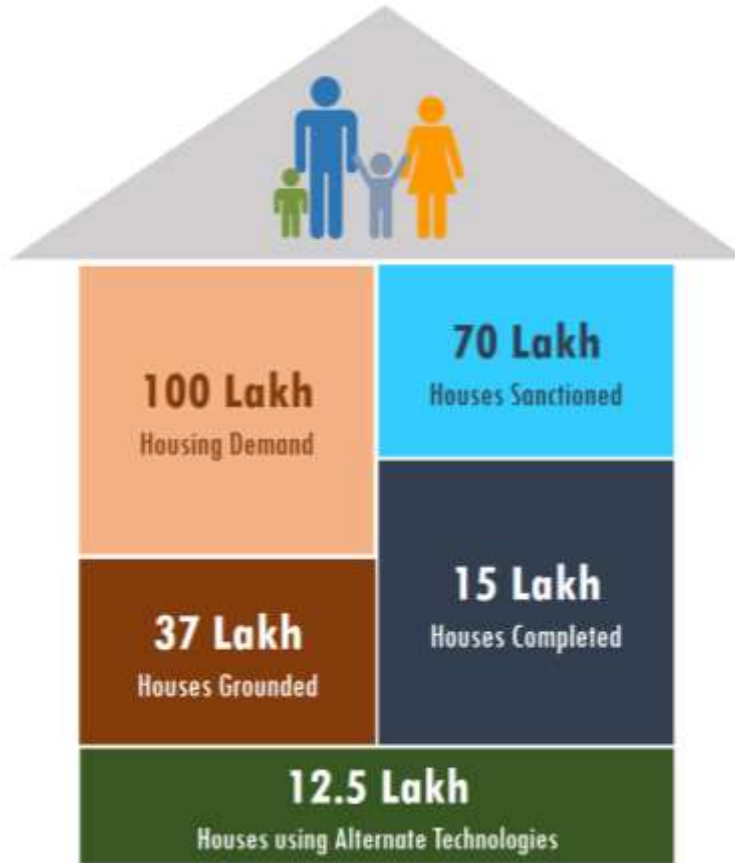 100 Lakh
Housing Demand
70 Lakh
Houses Sanctioned
37 Lakh
Houses Grounded
15 Lakh
Houses Completed
12.5 Lakh
Houses using Alternate Technologies